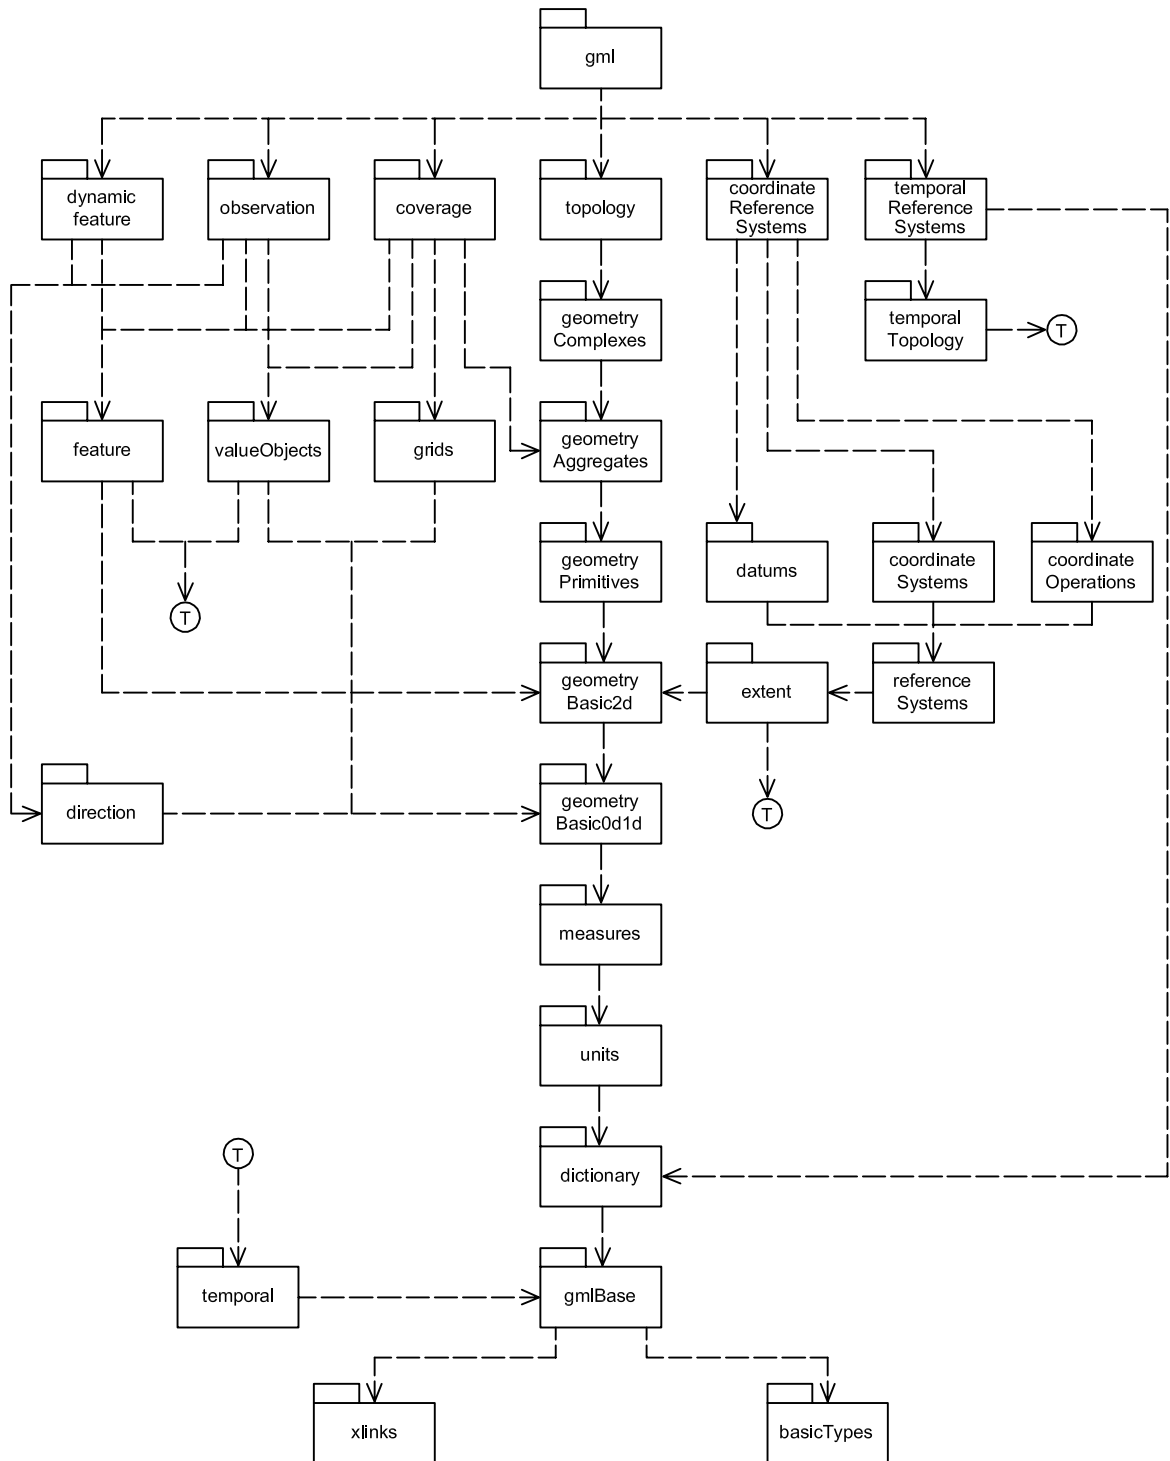 gml
dynamic
feature
observation
coverage
topology
coordinate
Reference
Systems
temporal
Reference
Systems
geometry
Complexes
temporal
Topology
T
feature
valueObjects
grids
geometry
Aggregates
geometry
Primitives
datums
coordinate
Systems
coordinate
Operations
T
geometry
Basic2d
extent
reference
Systems
direction
geometry
Basic0d1d
T
measures
units
T
dictionary
temporal
gmlBase
xlinks
basicTypes